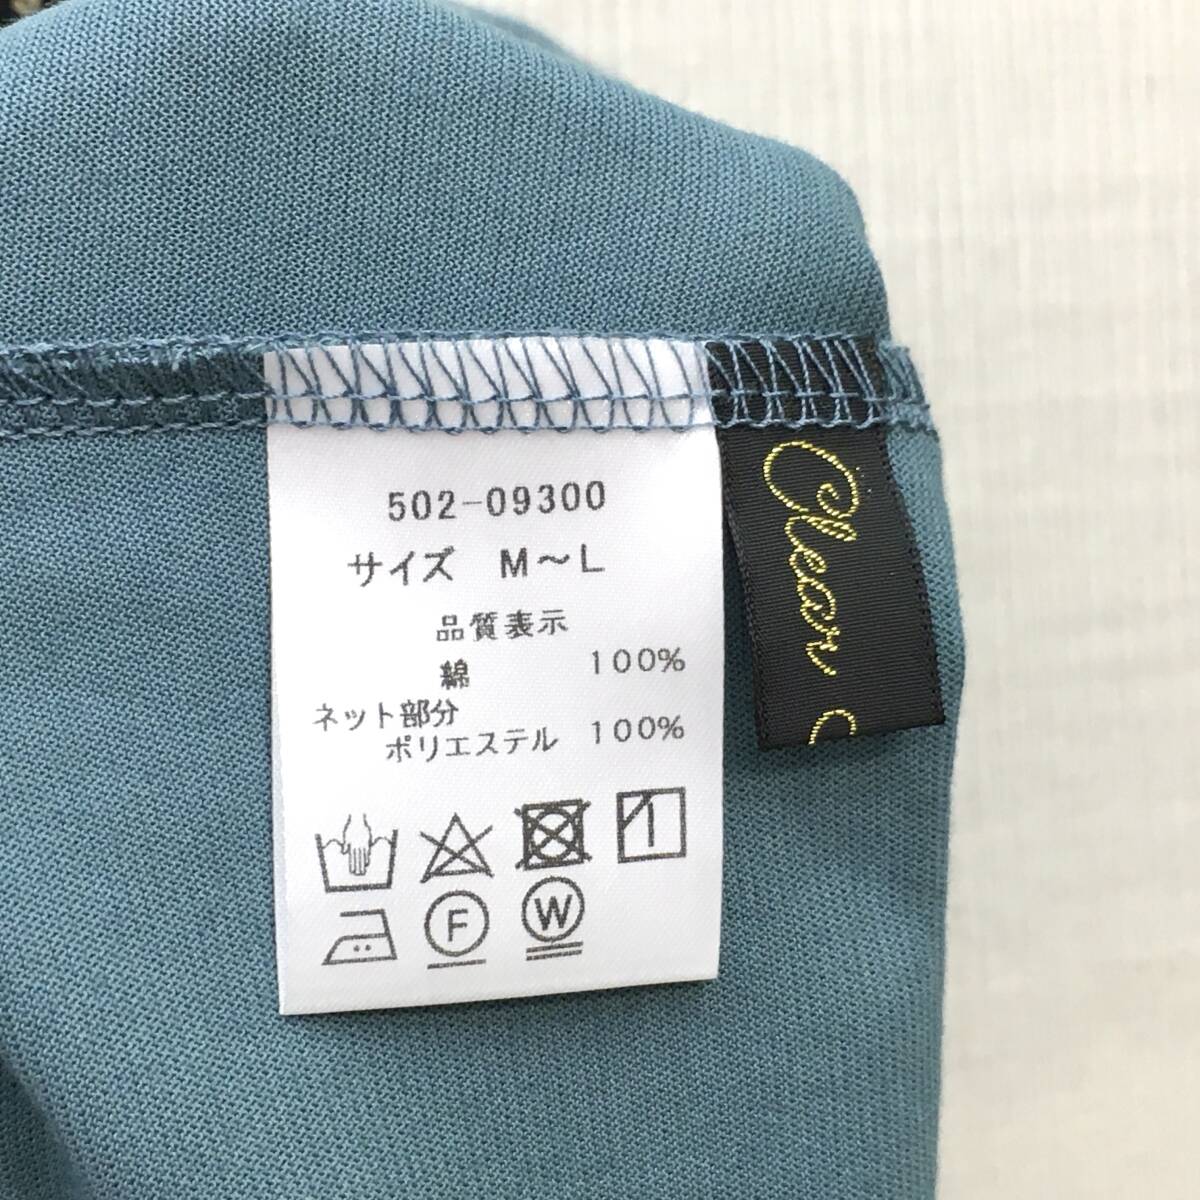 502-09300
サイズ M～L
品質表示
綿 100%
ネット部分
ポリエステル 100%
F
W